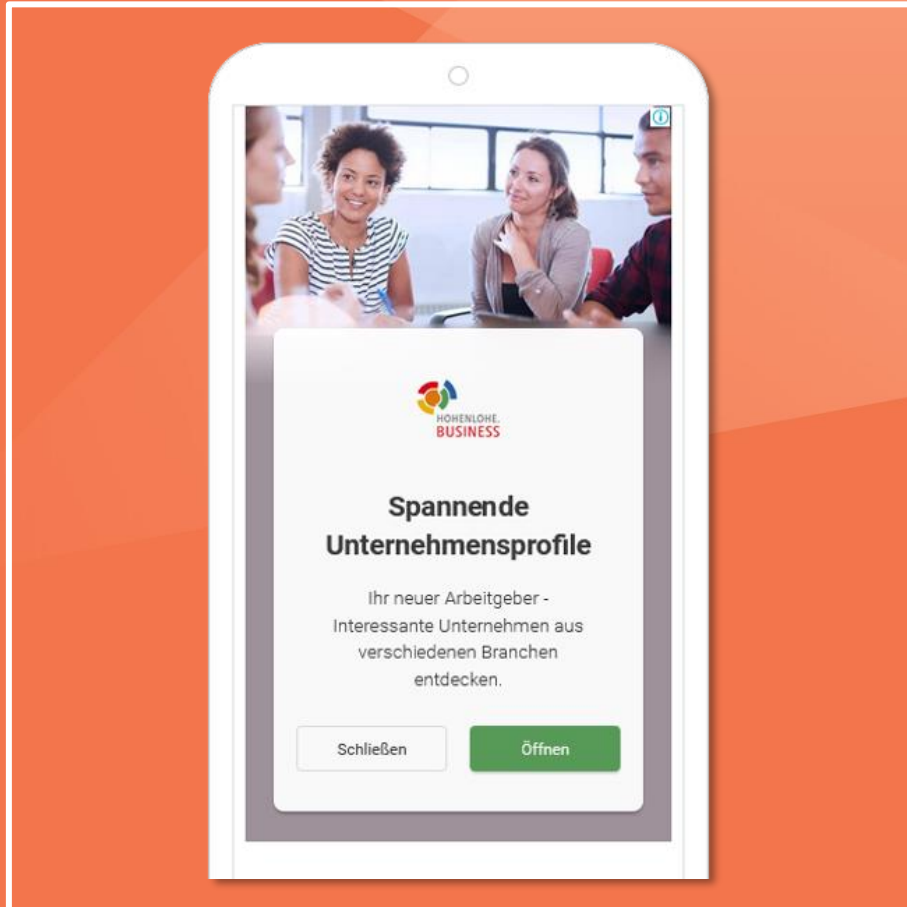 HOHENLOHE.
BUSINESS
Spannende
Unternehmensprofile
Ihr neuer Arbeitgeber -
Interessante Unternehmen aus
verschiedenen Branchen
entdecken.
Schließen Öffnen